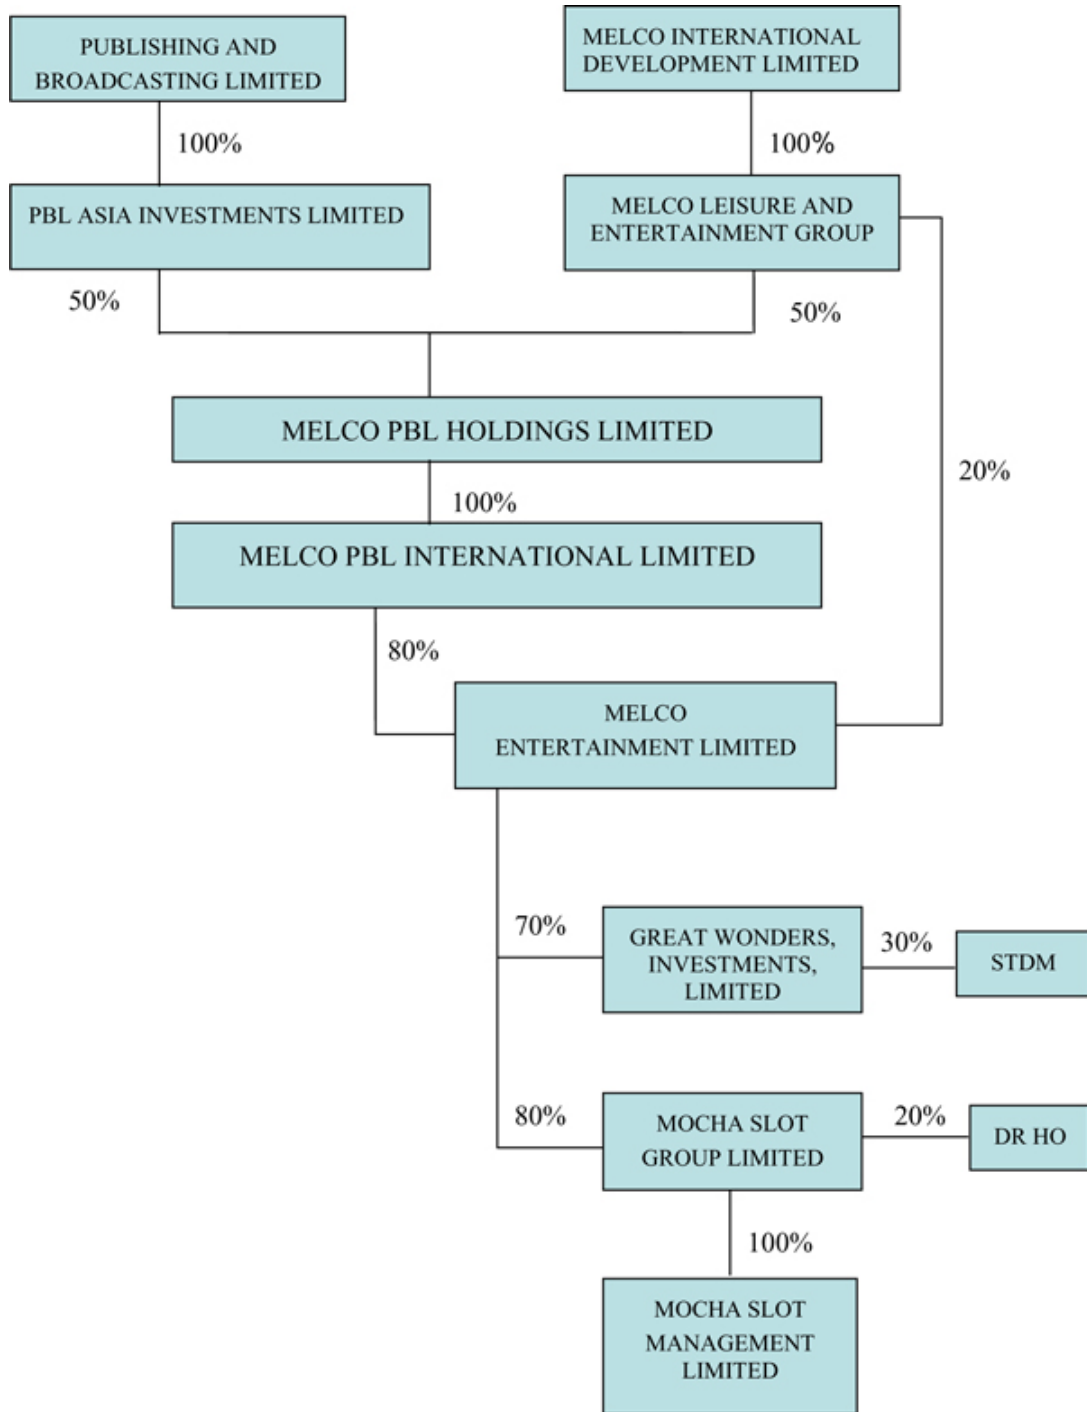 PUBLISHING AND
BROADCASTING LIMITED
MELCO INTERNATIONAL
DEVELOPMENT LIMITED
100%
100%
PBL ASIA INVESTMENTS LIMITED
MELCO LEISURE AND
ENTERTAINMENT GROUP
50%
50%
MELCO PBL HOLDINGS LIMITED
20%
100%
MELCO PBL INTERNATIONAL LIMITED
80%
MELCO
ENTERTAINMENT LIMITED
70%
GREAT WONDERS,
INVESTMENTS,
LIMITED
30%
STDM
80%
MOCHA SLOT
GROUP LIMITED
20%
DR HO
100%
MOCHA SLOT
MANAGEMENT
LIMITED